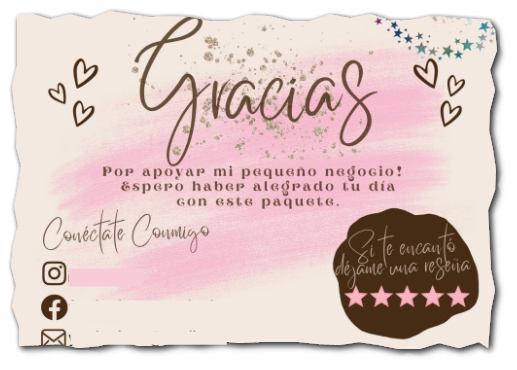 Gracias
Por apoyar mi pequeño negocio!
Espero haber alegrado tu día
con este paquete.
Conéctate Conmigo
Si te encantó
déjame una reseña